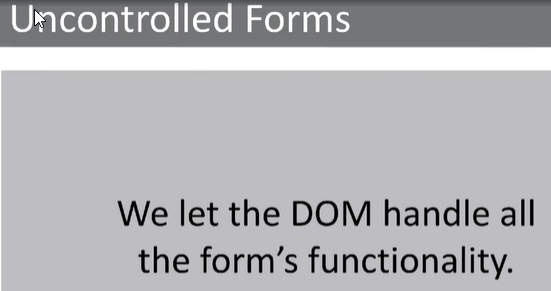 Uncontrolled Forms
We let the DOM handle all
the form’s functionality.